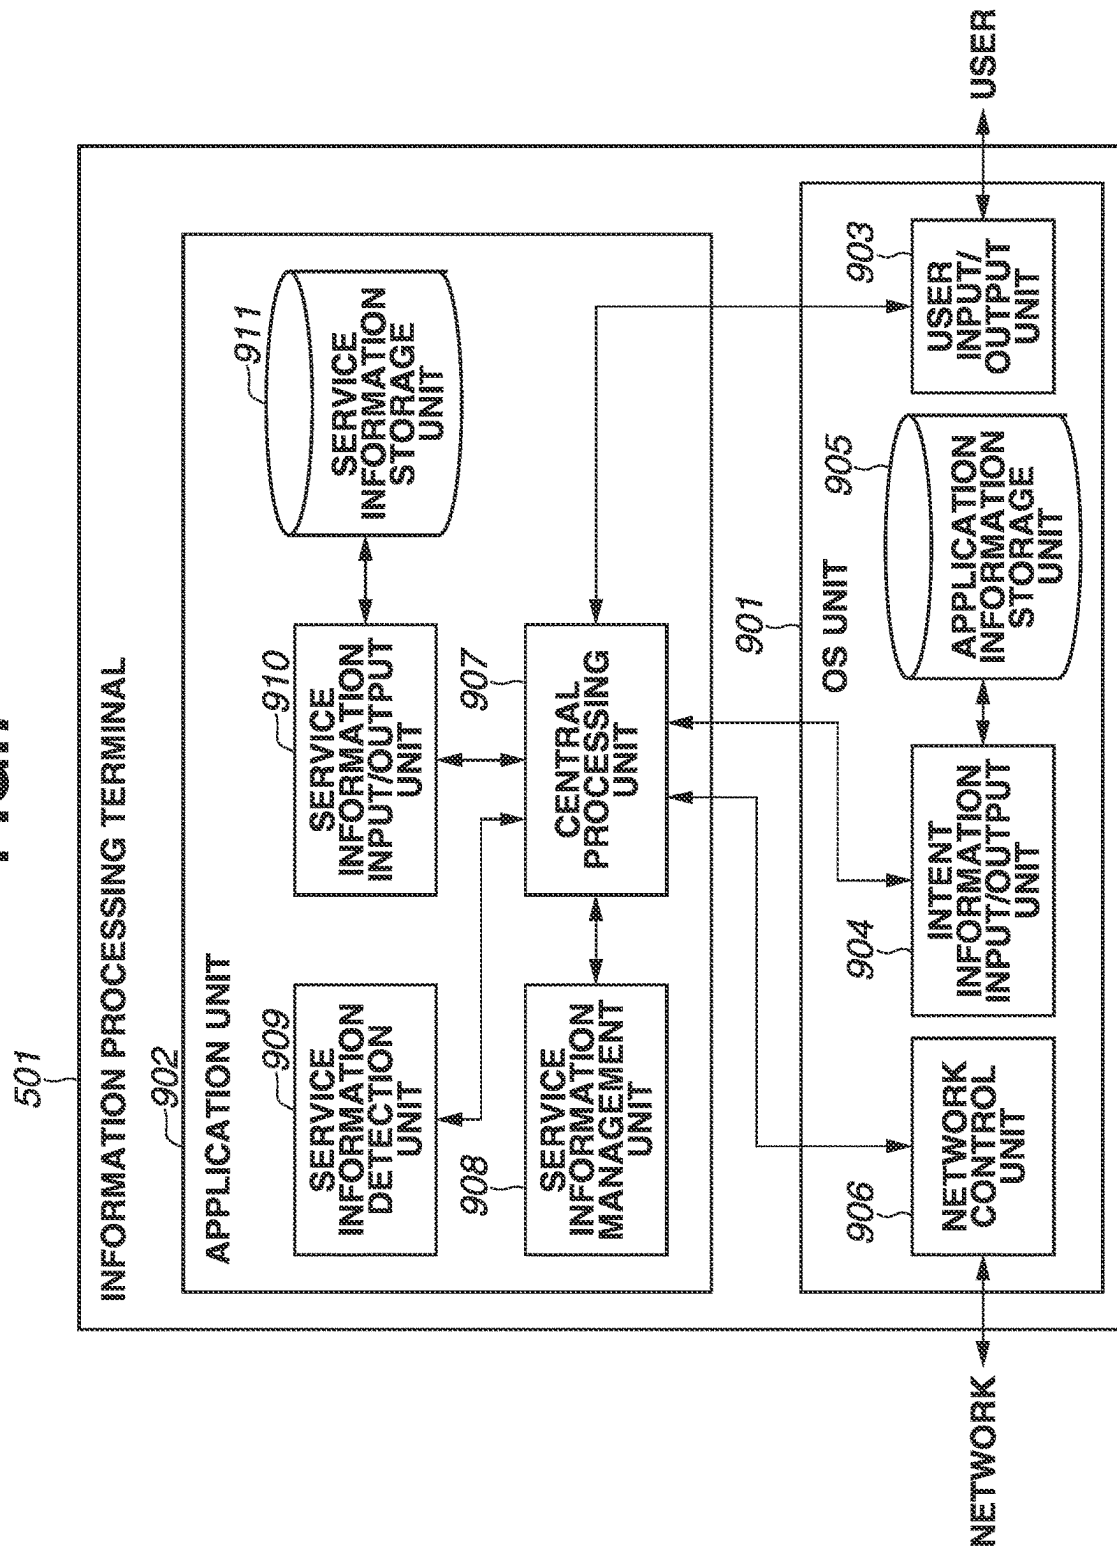 501
INFORMATION PROCESSING TERMINAL
902
APPLICATION UNIT
909
SERVICE
INFORMATION
DETECTION
UNIT
910
SERVICE
INFORMATION
INPUT/OUTPUT
UNIT
911
SERVICE
INFORMATION
STORAGE
UNIT
908
SERVICE
INFORMATION
MANAGEMENT
UNIT
907
CENTRAL
PROCESSING
UNIT
901
OS UNIT
906
NETWORK
CONTROL
UNIT
904
INTENT
INFORMATION
INPUT/OUTPUT
UNIT
905
APPLICATION
INFORMATION
STORAGE
UNIT
903
USER
INPUT/
OUTPUT
UNIT
NETWORK
USER